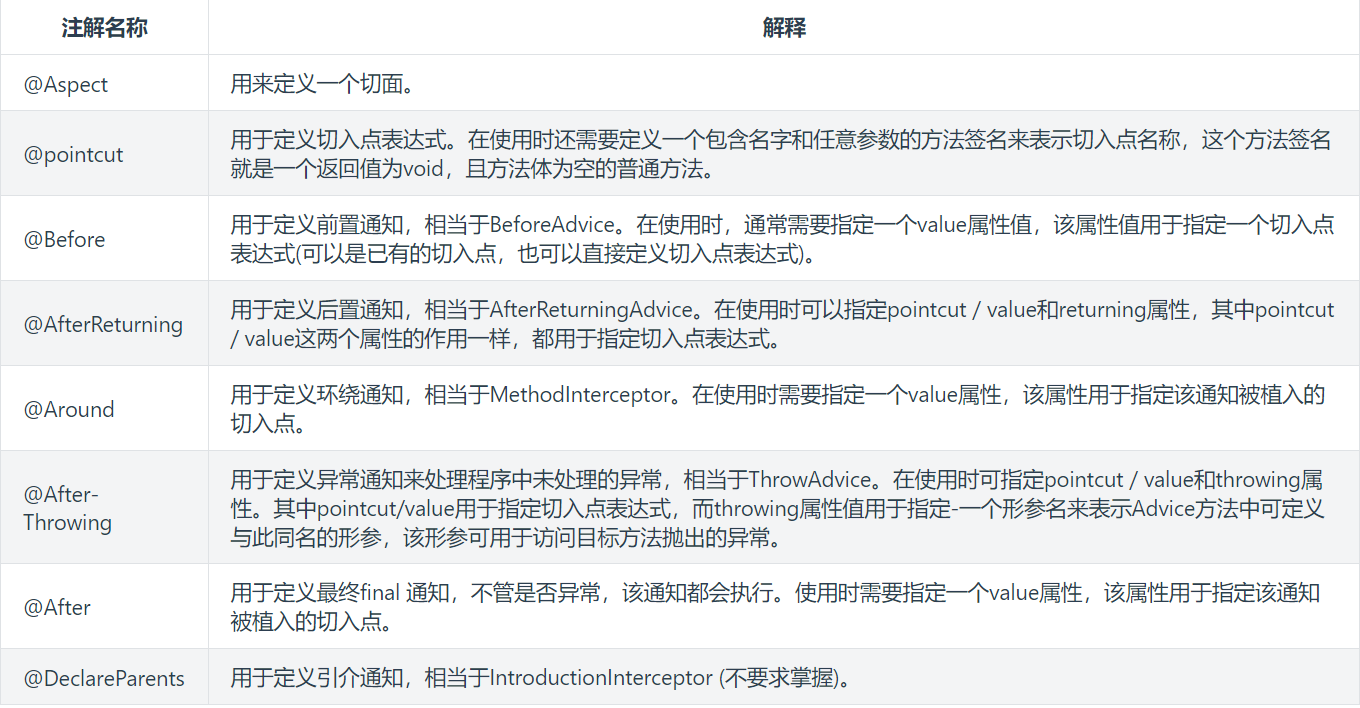 注解名称
解释
@Aspect
用来定义一个切面。
@pointcut
用于定义切入点表达式。在使用时还需要定义一个包含名字和任意参数的方法签名来表示切入点名称，这个方法签名
就是一个返回值为void，且方法体为空的普通方法。
@Before
用于定义前置通知，相当于BeforeAdvice。在使用时，通常需要指定一个value属性值，该属性值用于指定一个切入点
表达式(可以是已有的切入点，也可以直接定义切入点表达式)。
@AfterReturning
用于定义后置通知，相当于AfterReturningAdvice。在使用时可以指定pointcut / value和returning属性，其中pointcut
/ value这两个属性的作用一样，都用于指定切入点表达式。
@Around
用于定义环绕通知，相当于MethodInterceptor。在使用时需要指定一个value属性，该属性用于指定该通知被植入的
切入点。
@After-
Throwing
用于定义异常通知来处理程序中未处理的异常，相当于ThrowAdvice。在使用时可指定pointcut / value和throwing属
性。其中pointcut/value用于指定切入点表达式，而throwing属性值用于指定-一个形参名来表示Advice方法中可定义
与此同名的形参，该形参可用于访问目标方法抛出的异常。
@After
用于定义最终final 通知，不管是否异常，该通知都会执行。使用时需要指定一个value属性，该属性用于指定该通知
被植入的切入点。
@DeclareParents
用于定义引介通知，相当于IntroductionInterceptor (不要求掌握)。